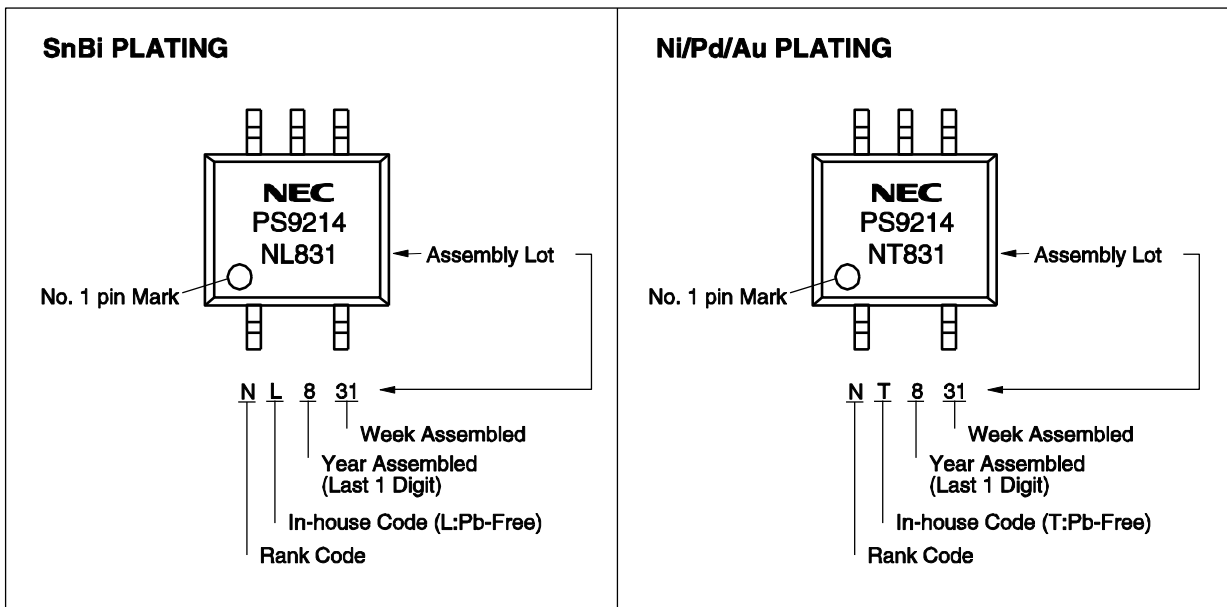 SnBi PLATING
NEC
PS9214
NL831
Assembly Lot
No. 1 pin Mark
N L 8 31
Week Assembled
Year Assembled
(Last 1 Digit)
In-house Code (L:Pb-Free)
Rank Code
Ni/Pd/Au PLATING
NEC
PS9214
NT831
Assembly Lot
No. 1 pin Mark
N T 8 31
Week Assembled
Year Assembled
(Last 1 Digit)
In-house Code (T:Pb-Free)
Rank Code